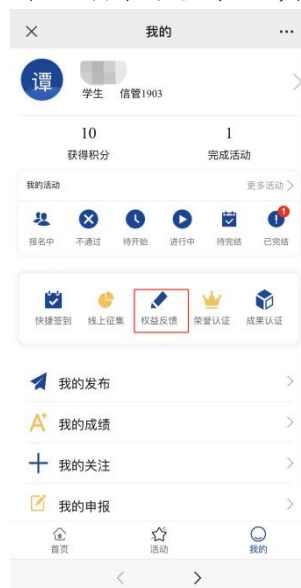 我的
谭
学生 信管1903
10 1
获得积分 完成活动
我的活动 更多活动
1
报名中 不通过 待开始 进行中 待完结 已完结
快捷签到 线上征集 权益反馈 荣誉认证 成果认证
我的发布
A+ 我的成绩
我的关注
我的申报
首页 活动 我的